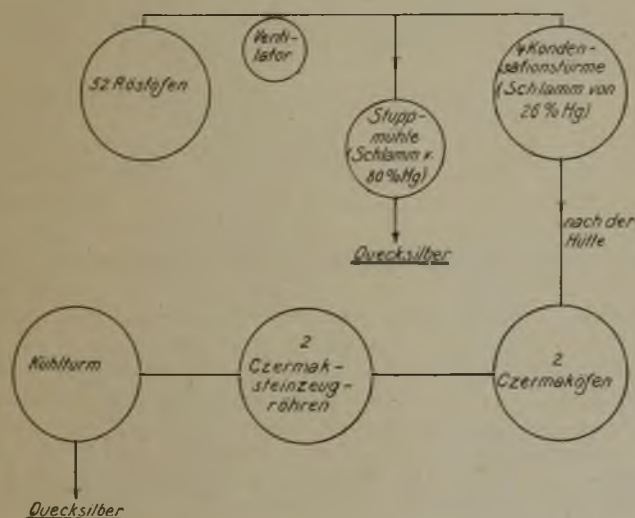 52 Röstöfen
Venti-
lator
4 Konden-
sationstürme
(Schlamm von
26 % Hg)
Stupp-
mühle
(Schlamm v.
80 % Hg)
Quecksilber
nach der
Hütte
Kühlturm
2
Czermak-
steinzeug-
röhren
2
Czermaköfen
Quecksilber